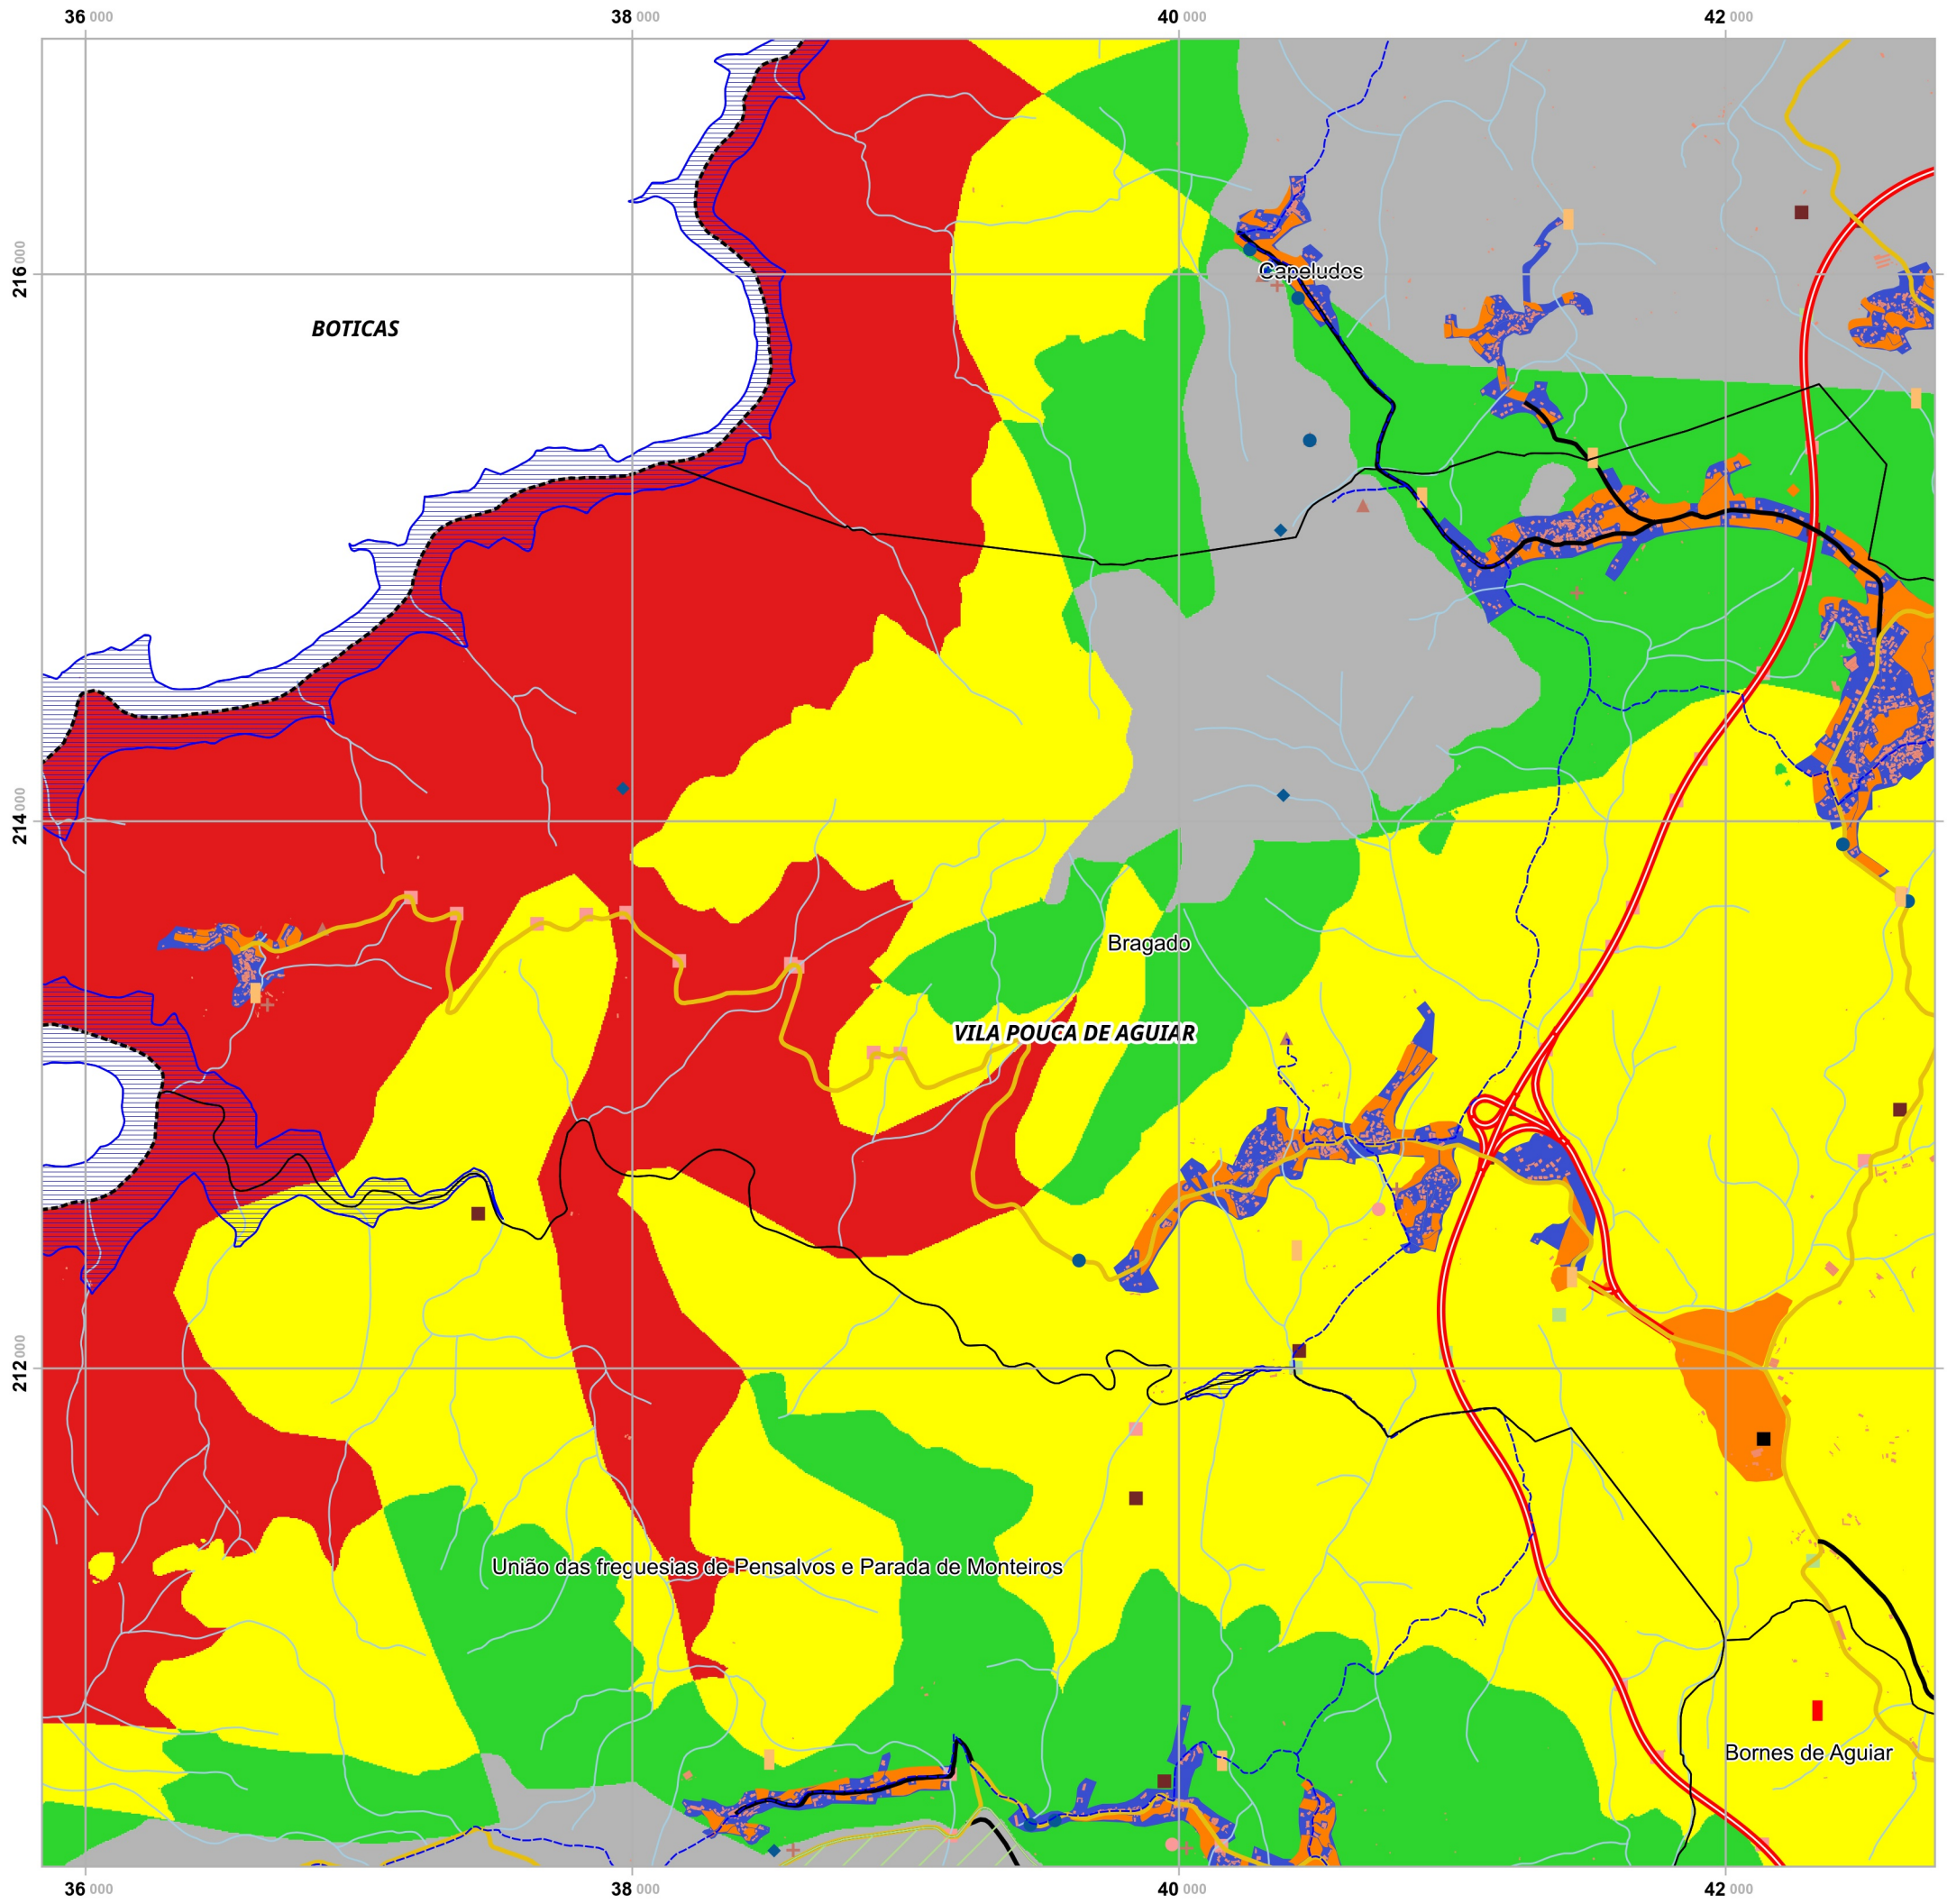 36 000 38 000 40 000 42 000
216 000
Capeludos
BOTICAS
214 000
Bragado
VILA POUCA DE AGUIAR
212 000
União das freguesias de Pensalvos e Parada de Monteiros
Bornes de Aguiar
36 000 38 000 40 000 42 000